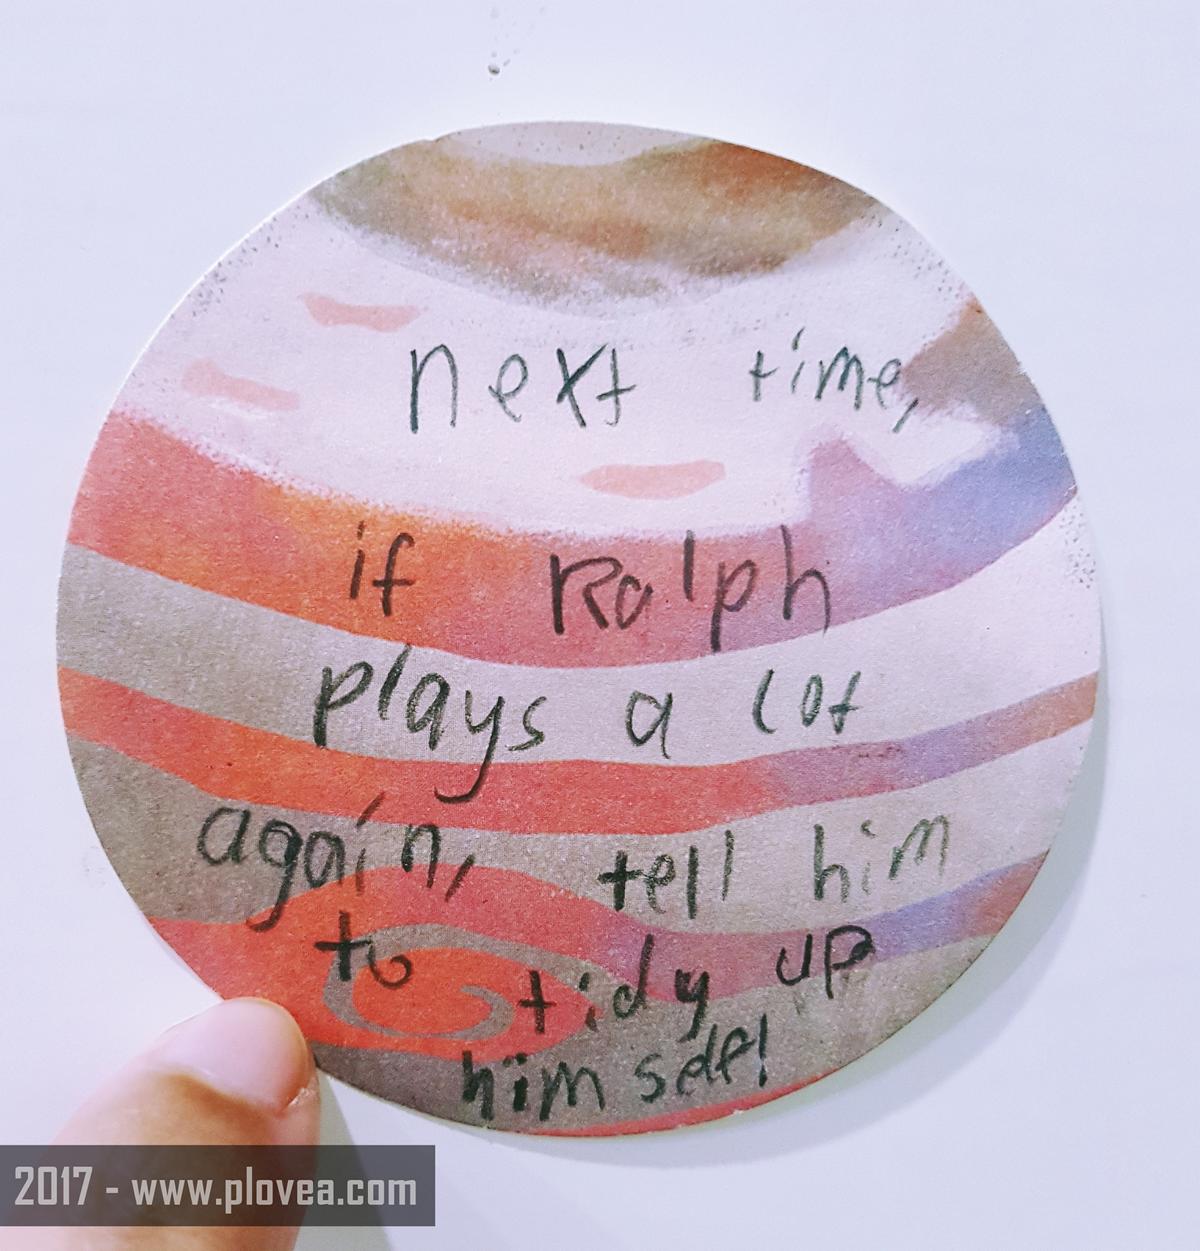 next time,
if Ralph
plays a lot
again, tell him
to tidy up
himself!
2017 - www.plovea.com